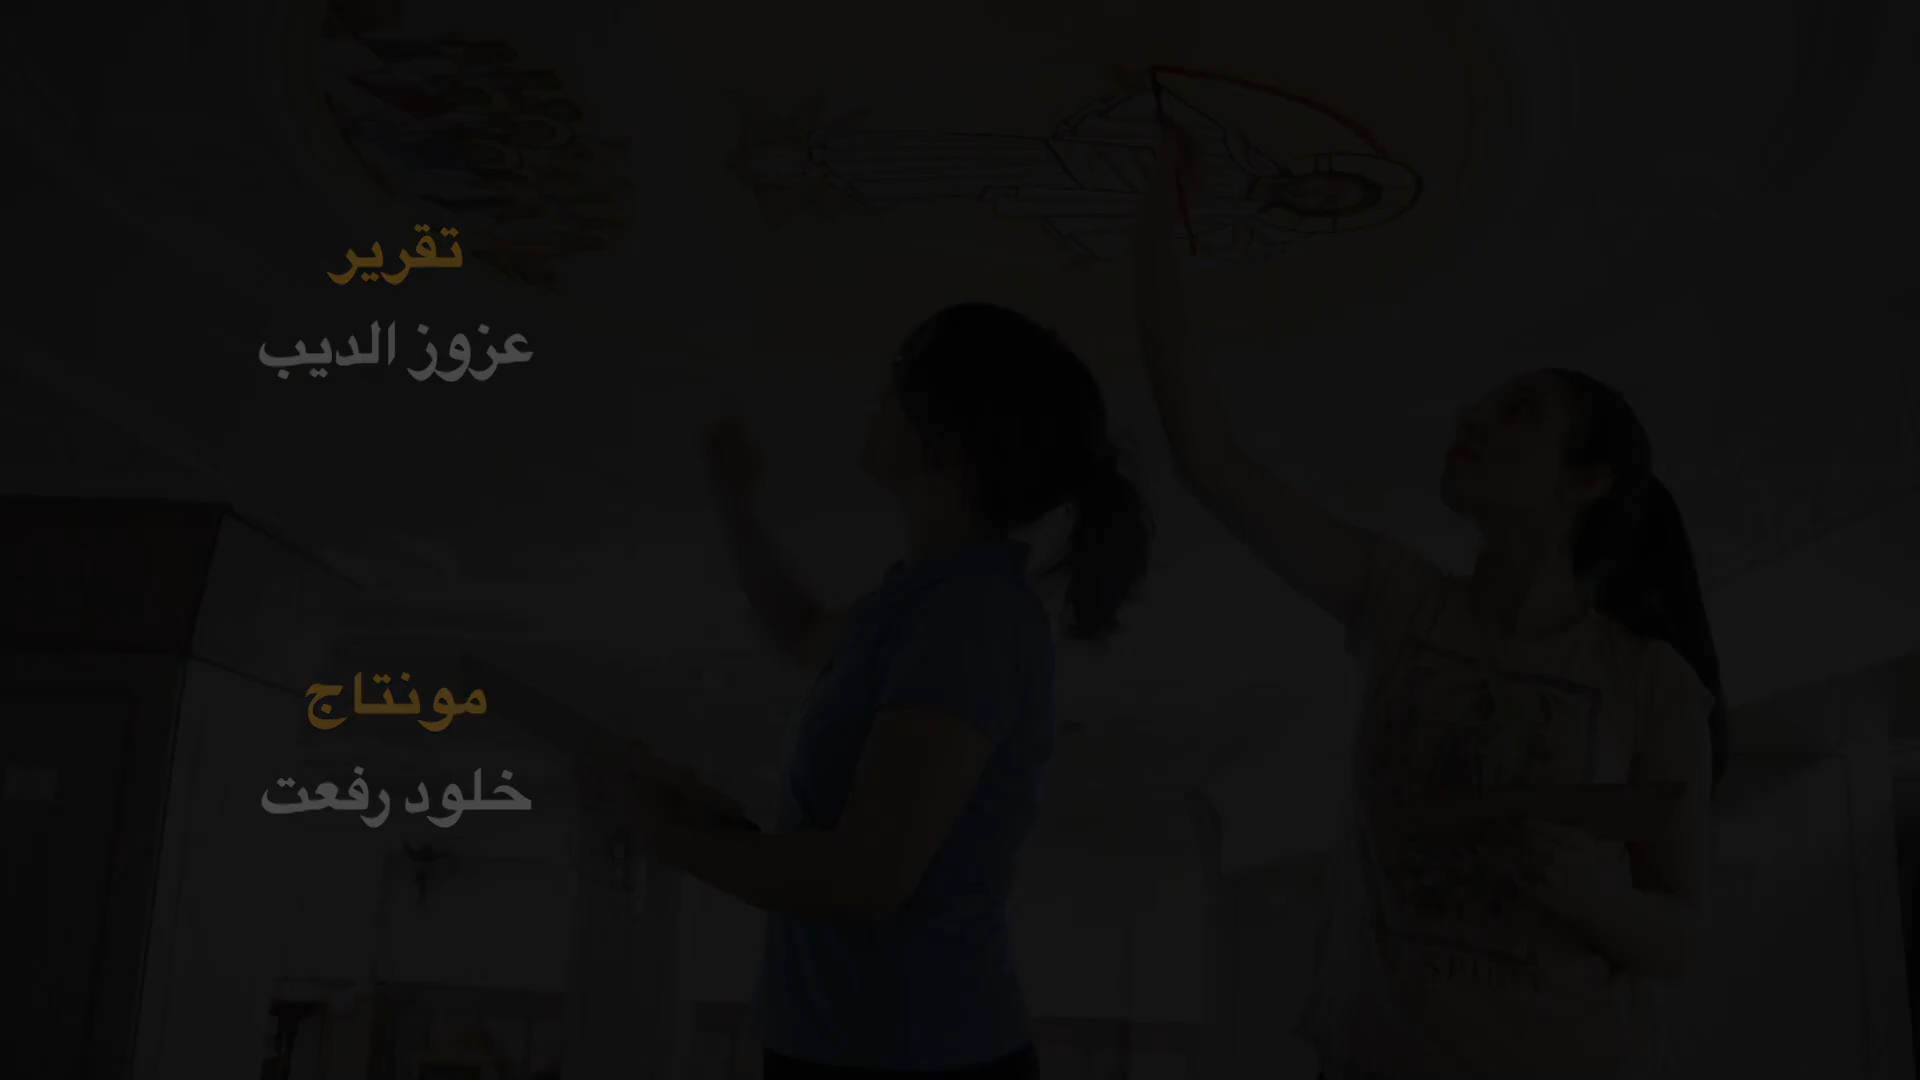 تقرير
عزوز الديب
مونتاج
خلود رفعت